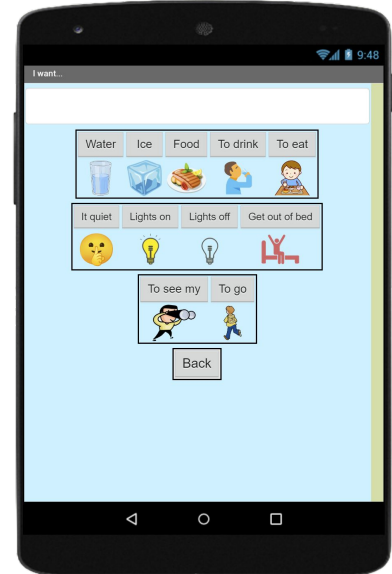 9:48
I want...
Water Ice Food To drink To eat
It quiet Lights on Lights off Get out of bed
To see my To go
Back